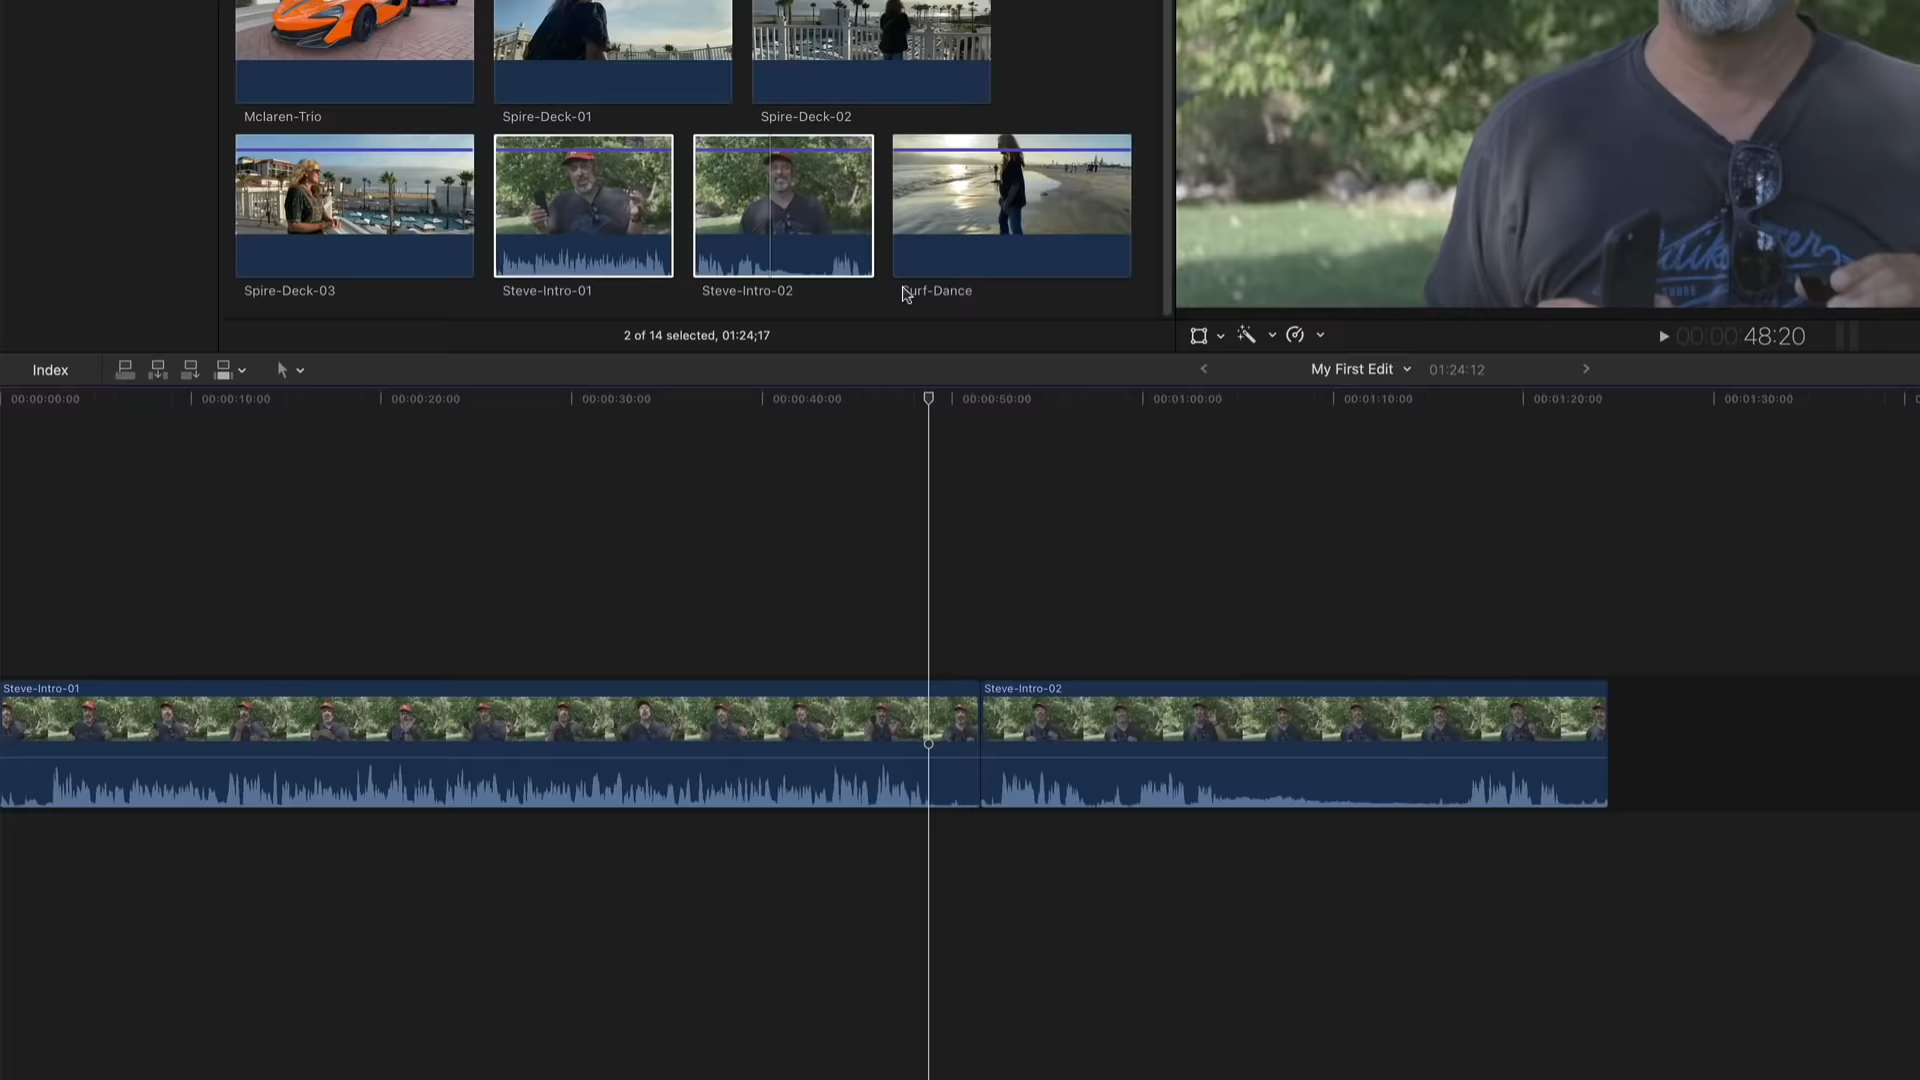 Mclaren-Trio
Spire-Deck-01
Spire-Deck-02
Spire-Deck-03
Steve-Intro-01
Steve-Intro-02
Surf-Dance
2 of 14 selected, 01:24;17
00:00:48:20
Index
My First Edit
01:24:12
00:00:00:00
00:00:10:00
00:00:20:00
00:00:30:00
00:00:40:00
00:00:50:00
00:01:00:00
00:01:10:00
00:01:20:00
00:01:30:00
Steve-Intro-01
Steve-Intro-02